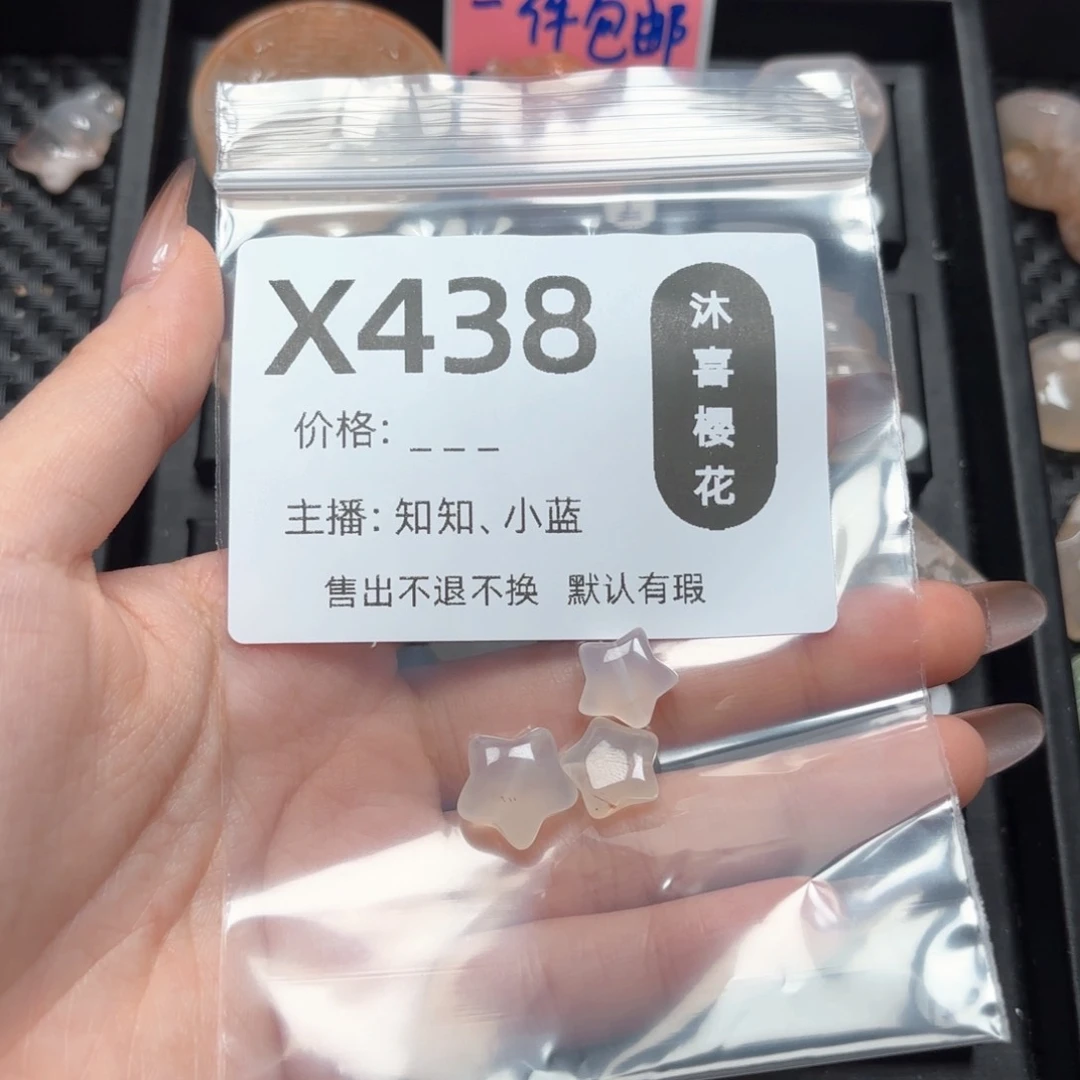 一件包邮
X438
沐喜樱花
价格: _ _ _
主播: 知知、小蓝
售出不退不换 默认有瑕